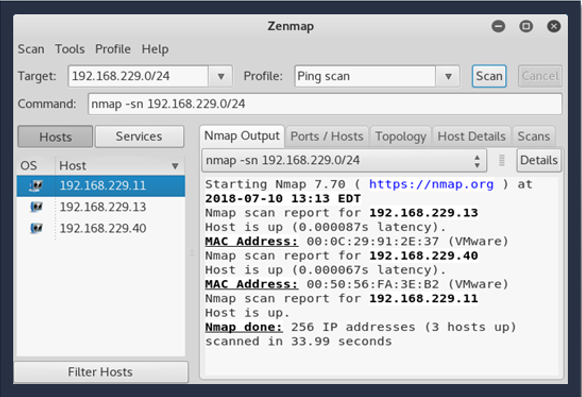 Zenmap
Scan Tools Profile Help
Target: 192.168.229.0/24 Profile: Ping scan Scan Cancel
Command: nmap -sn 192.168.229.0/24
Hosts Services
OS Host
192.168.229.11
192.168.229.13
192.168.229.40
Filter Hosts
Nmap Output Ports / Hosts Topology Host Details Scans
nmap -sn 192.168.229.0/24 Details
Starting Nmap 7.70 ( https://nmap.org ) at
2018-07-10 13:13 EDT
Nmap scan report for 192.168.229.13
Host is up (0.000087s latency).
MAC Address: 00:0C:29:91:2E:37 (VMware)
Nmap scan report for 192.168.229.40
Host is up (0.000067s latency).
MAC Address: 00:50:56:FA:3E:B2 (VMware)
Nmap scan report for 192.168.229.11
Host is up.
Nmap done: 256 IP addresses (3 hosts up)
scanned in 33.99 seconds